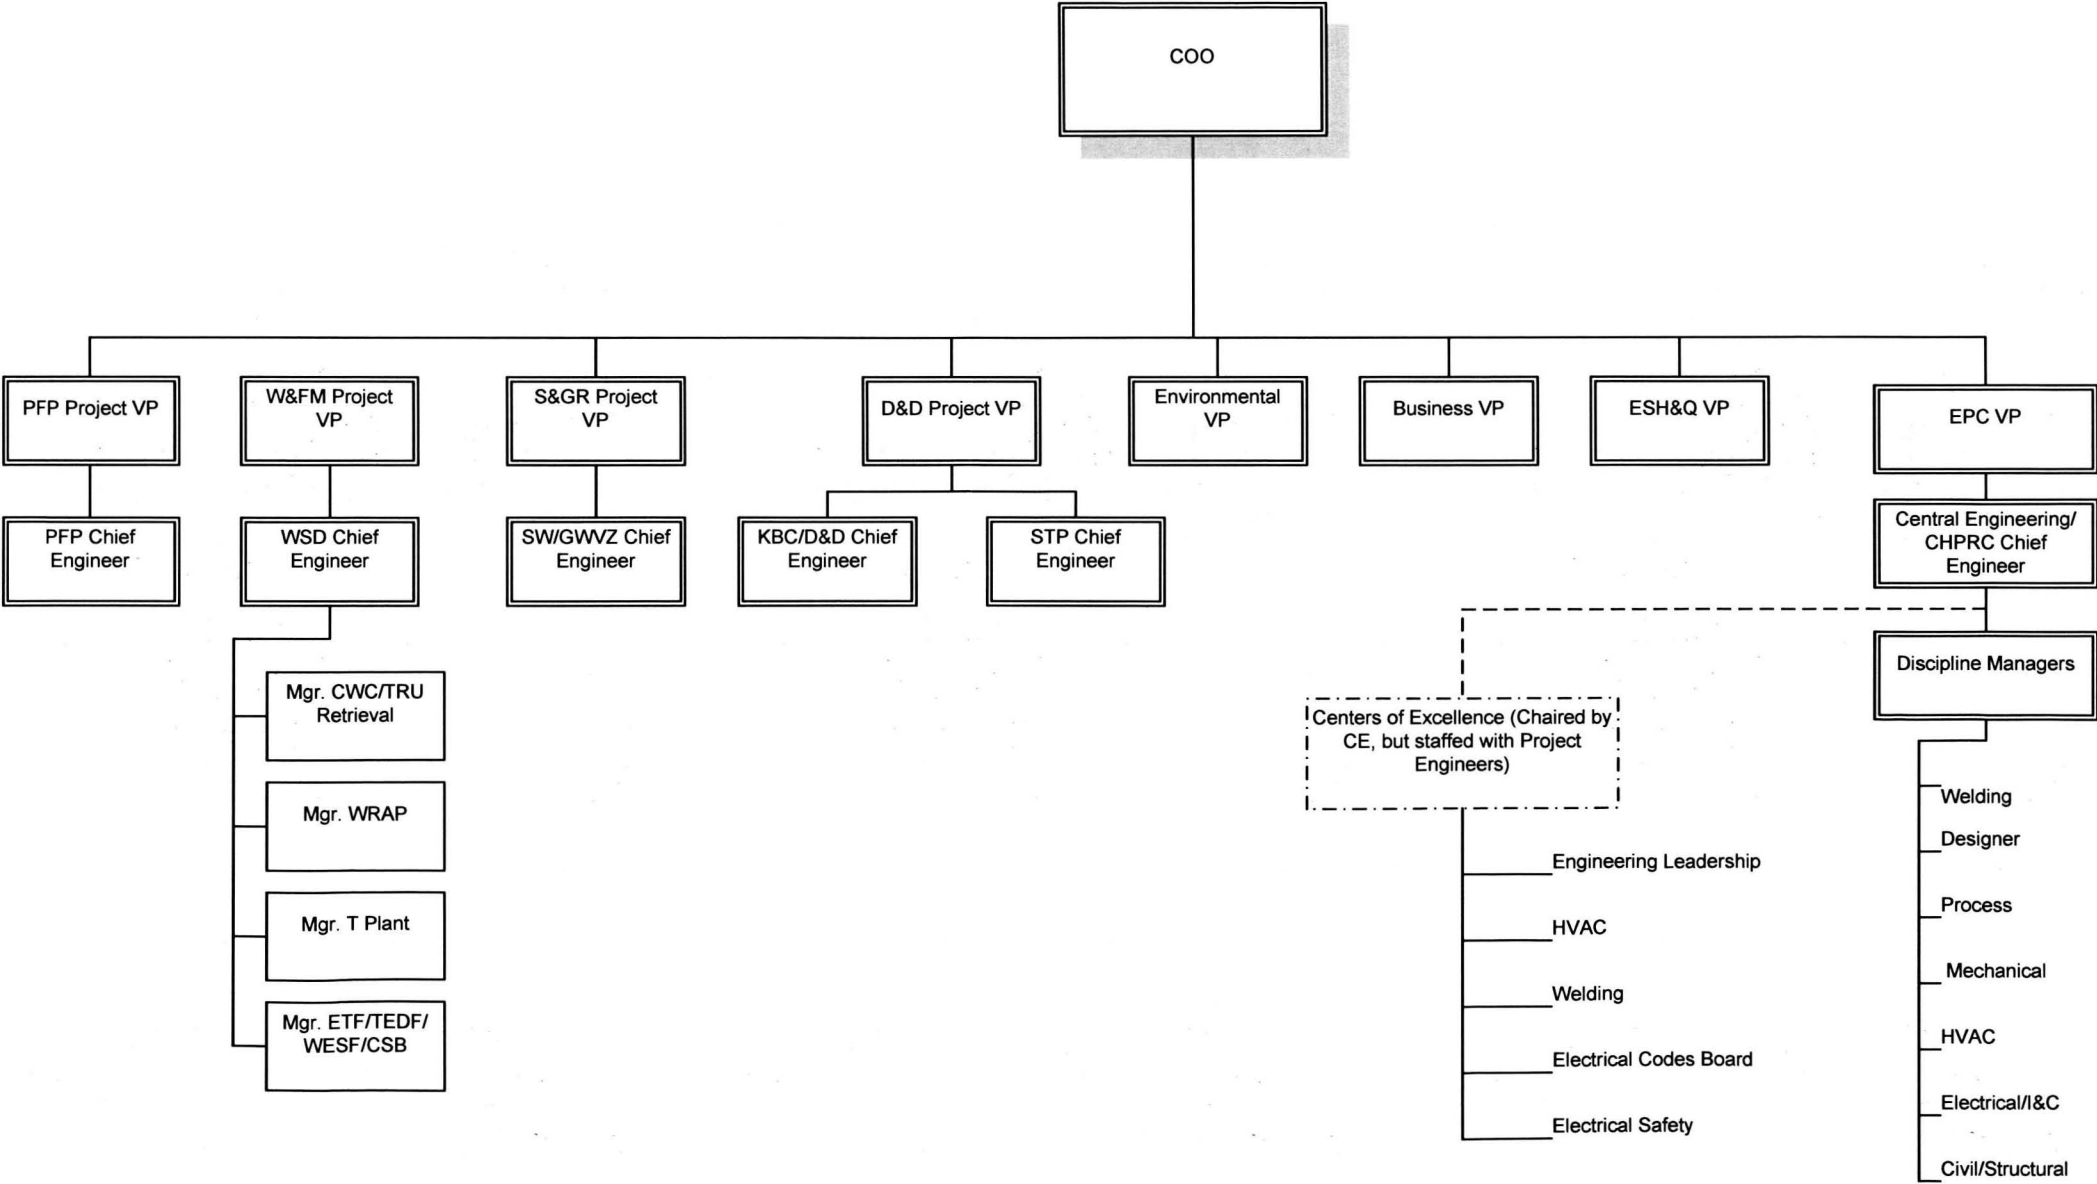 COO
PFP Project VP
W&FM Project
VP
S&GR Project
VP
D&D Project VP
Environmental
VP
Business VP
ESH&Q VP
EPC VP
PFP Chief
Engineer
WSD Chief
Engineer
SW/GWVZ Chief
Engineer
KBC/D&D Chief
Engineer
STP Chief
Engineer
Central Engineering/
CHPRC Chief
Engineer
Discipline Managers
Mgr. CWC/TRU
Retrieval
Mgr. WRAP
Mgr. T Plant
Mgr. ETF/TEDF/
WESF/CSB
Centers of Excellence (Chaired by
CE, but staffed with Project
Engineers)
Engineering Leadership
HVAC
Welding
Electrical Codes Board
Electrical Safety
Welding
Designer
Process
Mechanical
HVAC
Electrical/I&C
Civil/Structural